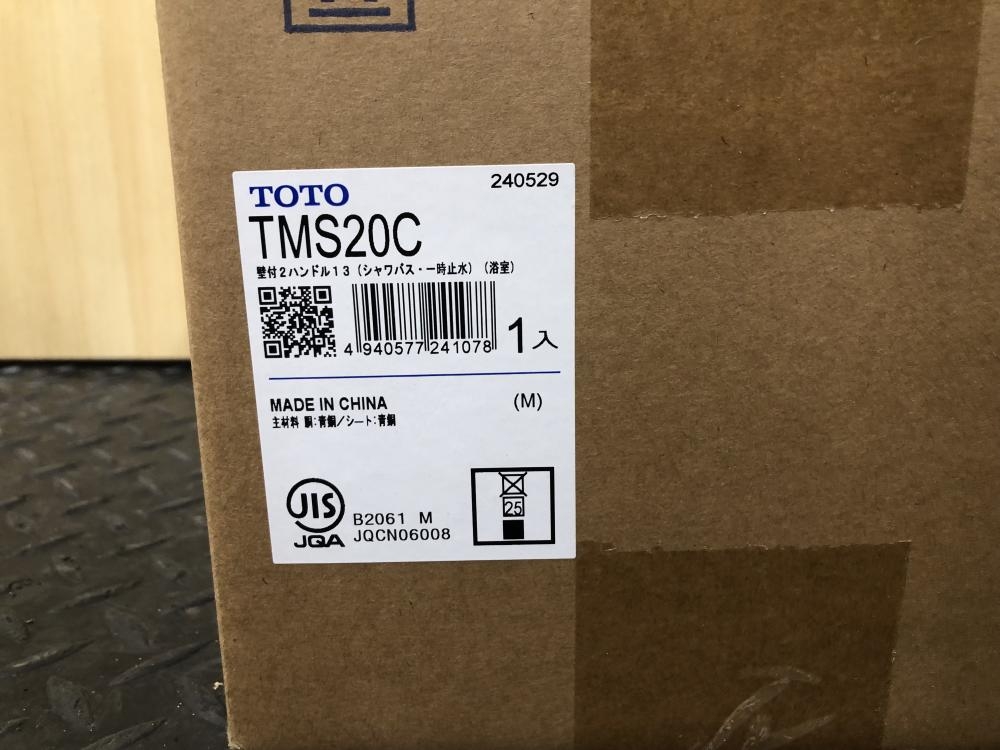 TOTO
240529
TMS20C
壁付2ハンドル13(シャワバス・一時止水)(浴室)
4 940577 241078
1入
MADE IN CHINA
(M)
主材料 胴:青銅/シート:青銅
JIS
JQA
B2061 M
JQCN06008
25